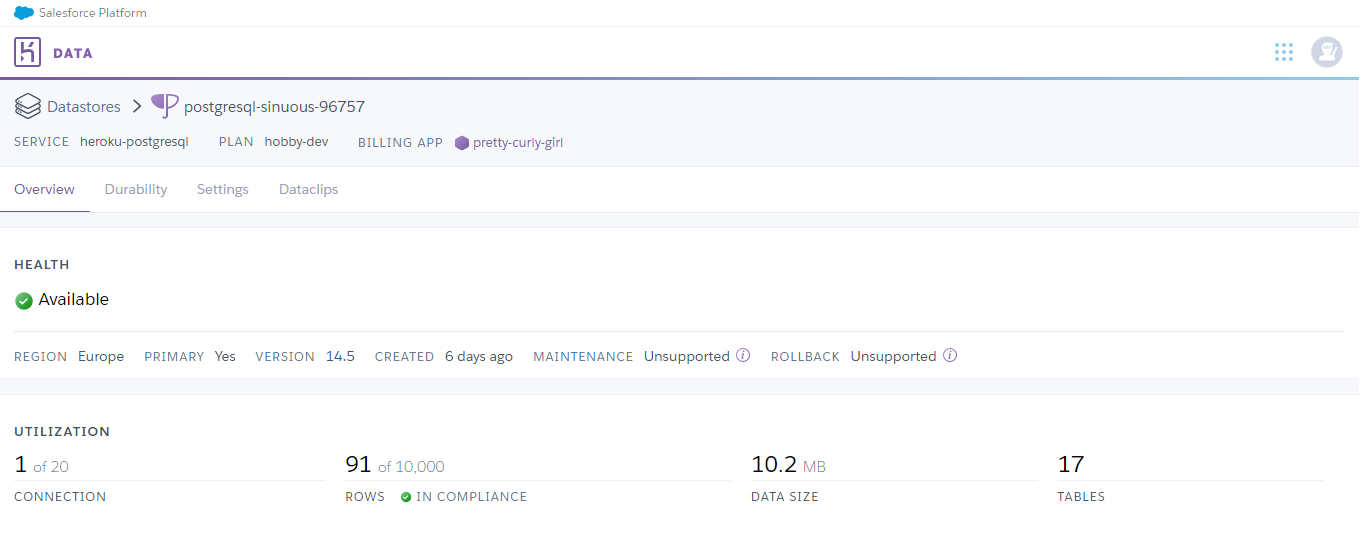 Salesforce Platform
DATA
Datastores postgresql-sinuous-96757
SERVICE heroku-postgresql PLAN hobby-dev BILLING APP pretty-curly-girl
Overview Durability Settings Dataclips
HEALTH
Available
REGION Europe PRIMARY Yes VERSION 14.5 CREATED 6 days ago MAINTENANCE Unsupported ROLLBACK Unsupported
UTILIZATION
1 of 20 91 of 10,000 10.2 MB 17
CONNECTION ROWS IN COMPLIANCE DATA SIZE TABLES